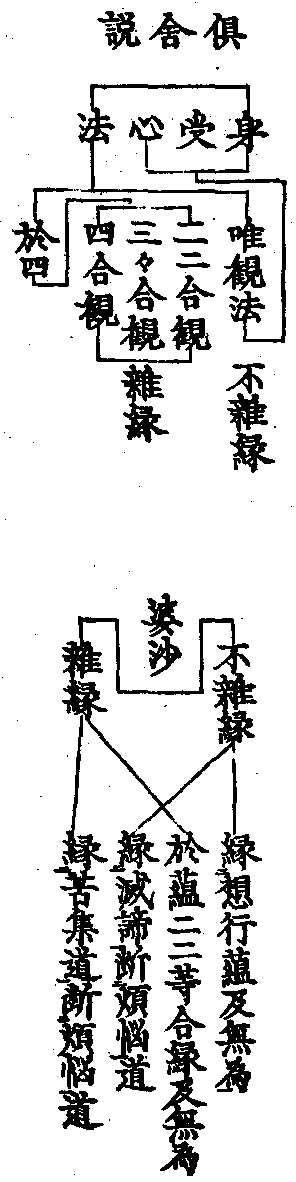 俱舍説
身
受
心
法
唯觀法
不雜緣
二二合觀
三々合觀
雜緣
四合觀
於四
婆沙
不雜緣
雜緣
緣想行蘊及無為
於蘊二二等合緣及無為
緣滅諦断煩惱道
緣苦集道断煩惱道